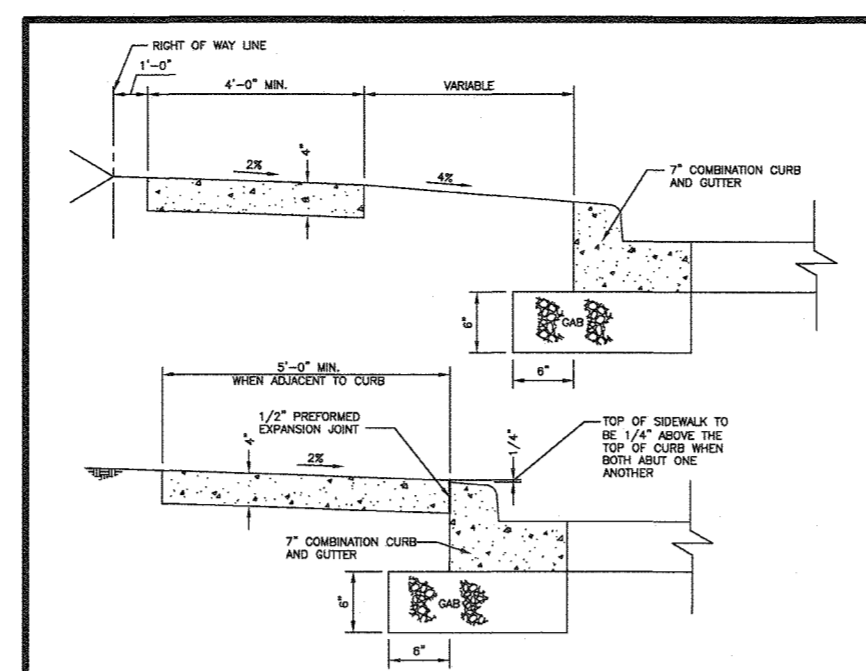 RIGHT OF WAY LINE
1'-0"
4'-0" MIN.
VARIABLE
2%
4"
4%
7" COMBINATION CURB
AND GUTTER
6"
GAB
6"
5'-0" MIN.
WHEN ADJACENT TO CURB
1/2" PREFORMED
EXPANSION JOINT
4"
2%
1/4"
TOP OF SIDEWALK TO
BE 1/4" ABOVE THE
TOP OF CURB WHEN
BOTH ABUT ONE
ANOTHER
7" COMBINATION CURB
AND GUTTER
6"
GAB
6"